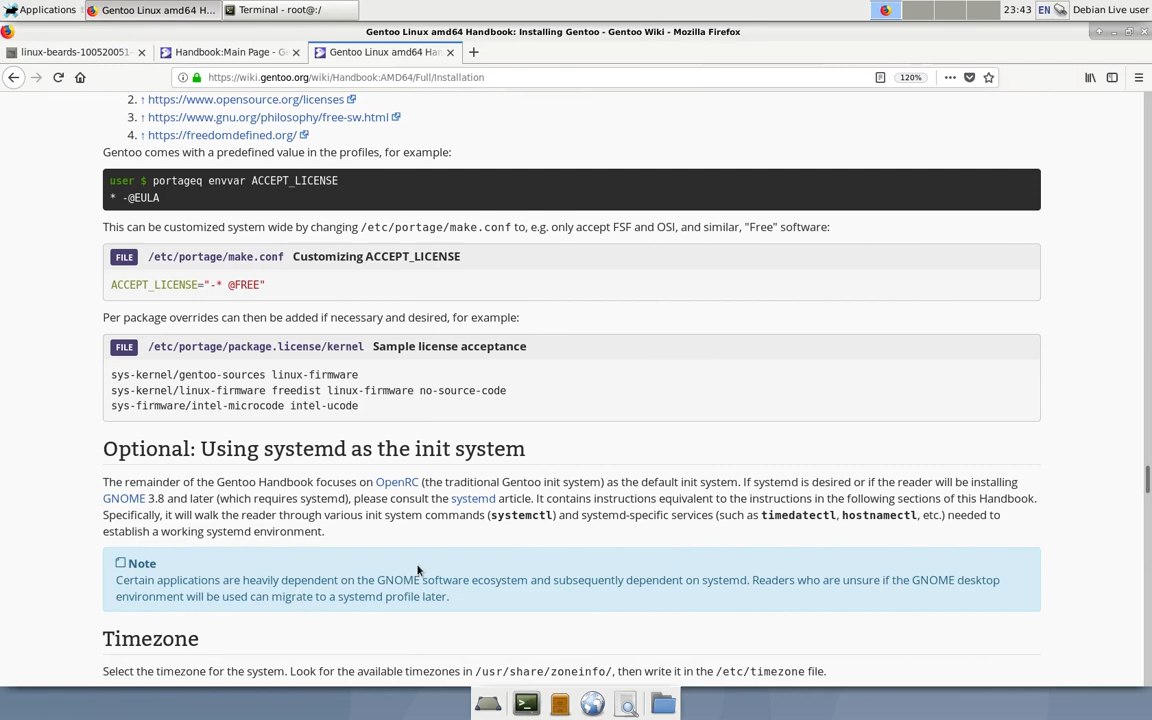 Applications
Gentoo Linux amd64 H...
Terminal - root@:/
23:43
EN
Debian Live user
Gentoo Linux amd64 Handbook: Installing Gentoo - Gentoo Wiki - Mozilla Firefox
linux-beards-100520051
Handbook:Main Page - Ge
Gentoo Linux amd64 Han
https://wiki.gentoo.org/wiki/Handbook:AMD64/Full/Installation
120%
2. ↑ https://www.opensource.org/licenses
3. ↑ https://www.gnu.org/philosophy/free-sw.html
4. ↑ https://freedomdefined.org/
Gentoo comes with a predefined value in the profiles, for example:
user $ portageq envvar ACCEPT_LICENSE
* -@EULA
This can be customized system wide by changing /etc/portage/make.conf to, e.g. only accept FSF and OSI, and similar, "Free" software:
FILE /etc/portage/make.conf Customizing ACCEPT_LICENSE
ACCEPT_LICENSE="-* @FREE"
Per package overrides can then be added if necessary and desired, for example:
FILE /etc/portage/package.license/kernel Sample license acceptance
sys-kernel/gentoo-sources linux-firmware
sys-kernel/linux-firmware freedist linux-firmware no-source-code
sys-firmware/intel-microcode intel-ucode
Optional: Using systemd as the init system
The remainder of the Gentoo Handbook focuses on OpenRC (the traditional Gentoo init system) as the default init system. If systemd is desired or if the reader will be installing
GNOME 3.8 and later (which requires systemd), please consult the systemd article. It contains instructions equivalent to the instructions in the following sections of this Handbook.
Specifically, it will walk the reader through various init system commands (systemctl) and systemd-specific services (such as timedatectl, hostnamectl, etc.) needed to
establish a working systemd environment.
Note
Certain applications are heavily dependent on the GNOME software ecosystem and subsequently dependent on systemd. Readers who are unsure if the GNOME desktop
environment will be used can migrate to a systemd profile later.
Timezone
Select the timezone for the system. Look for the available timezones in /usr/share/zoneinfo/, then write it in the /etc/timezone file.